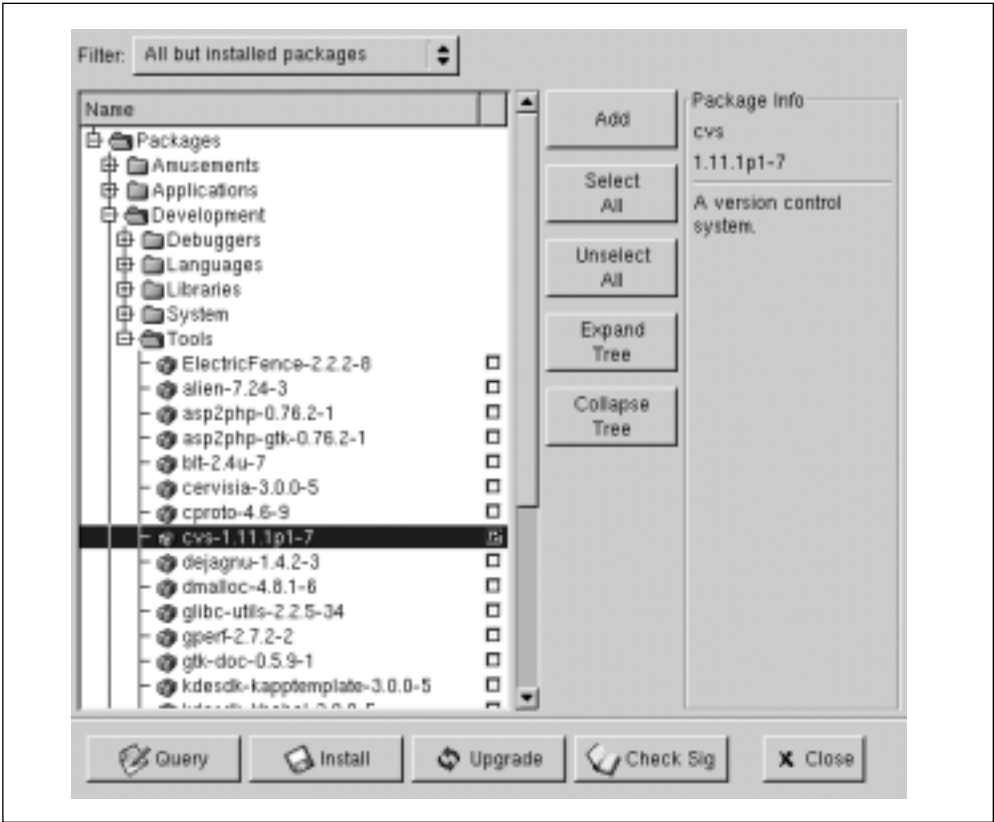 Filter: All but installed packages
Name
Packages
Amusements
Applications
Development
Debuggers
Languages
Libraries
System
Tools
ElectricFence-2.2.2-8
alien-7.24-3
asp2php-0.76.2-1
asp2php-gtk-0.76.2-1
blt-2.4u-7
cervisia-3.0.0-5
cproto-4.6-9
cvs-1.11.1p1-7
dejagnu-1.4.2-3
dmalloc-4.8.1-6
glibc-utils-2.2.5-34
gperf-2.7.2-2
gtk-doc-0.5.9-1
kdesdk-kapptemplate-3.0.0-5
Add
Select
All
Unselect
All
Expand
Tree
Collapse
Tree
Package Info
cvs
1.11.1p1-7
A version control
system.
Query
Install
Upgrade
Check Sig
Close